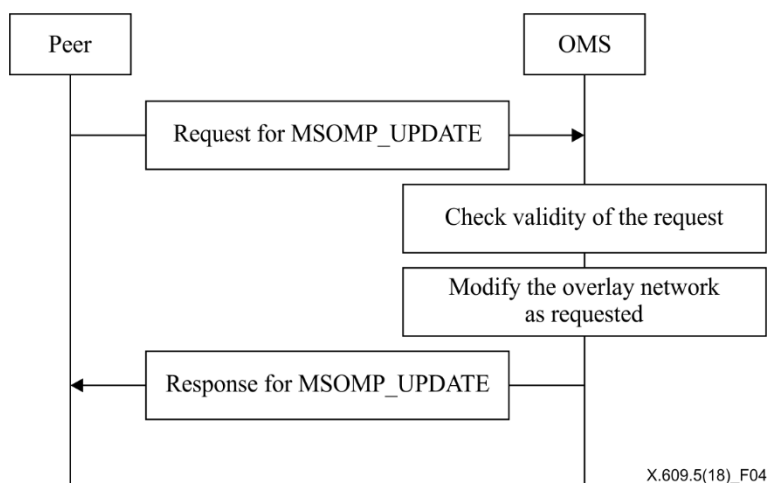 Peer
OMS
Request for MSOMP_UPDATE
Check validity of the request
Modify the overlay network
as requested
Response for MSOMP_UPDATE
X.609.5(18)_F04